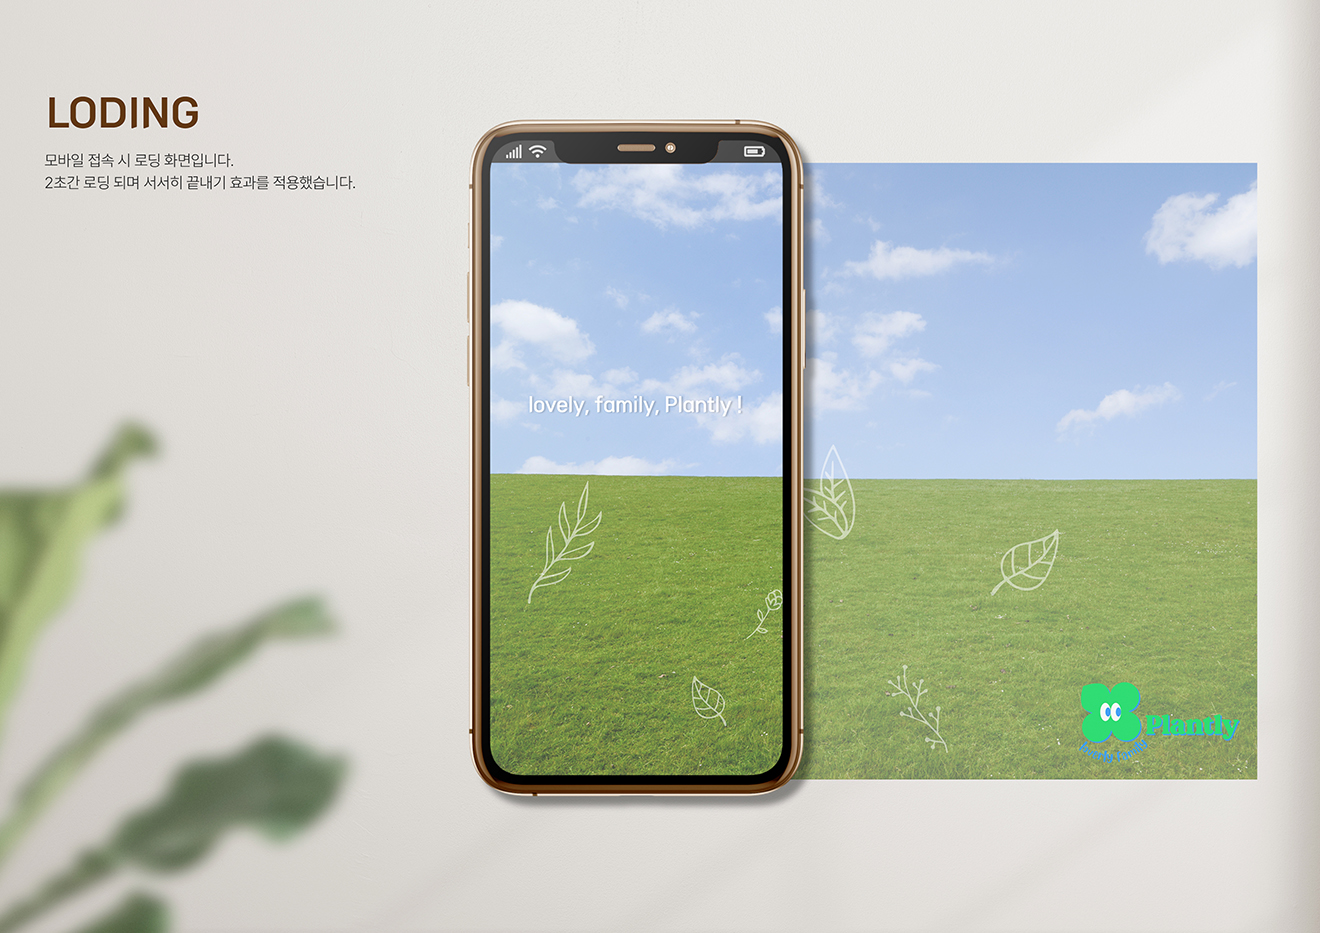 LODING
모바일 접속 시 로딩 화면입니다.
2초간 로딩 되며 서서히 끝내기 효과를 적용했습니다.
lovely, family, Plantly !
Plantly
lovely, family